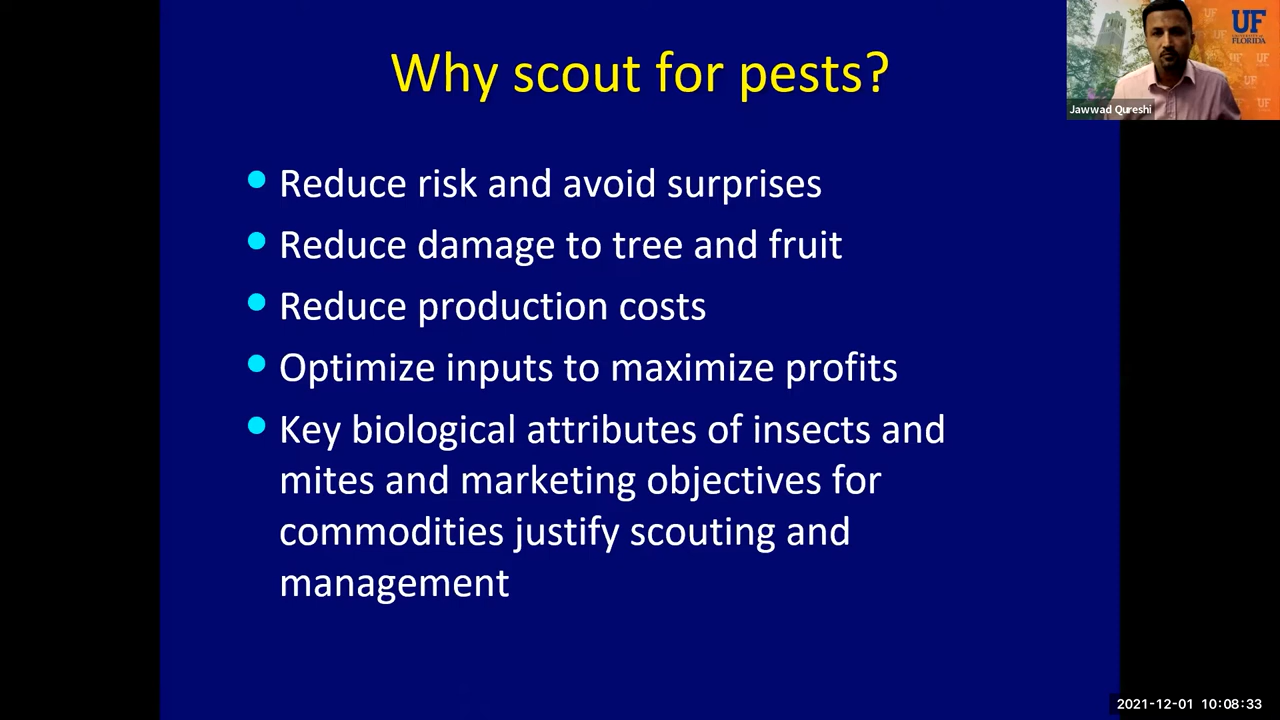 Why scout for pests?
UF
UNIVERSITY of
FLORIDA
Jawwad Qureshi
Reduce risk and avoid surprises
Reduce damage to tree and fruit
Reduce production costs
Optimize inputs to maximize profits
Key biological attributes of insects and
mites and marketing objectives for
commodities justify scouting and
management
2021-12-01 10:08:33